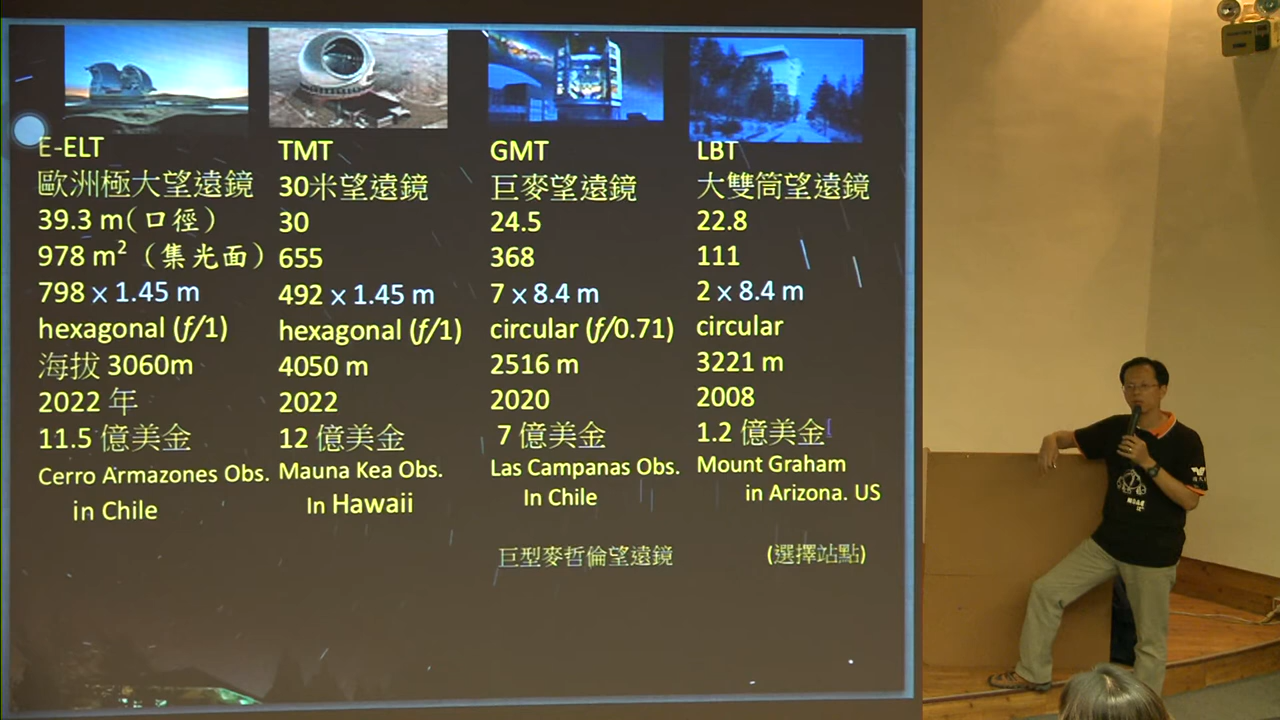 E-ELT
歐洲極大望遠鏡
39.3 m（口徑）
978 m² （集光面）
798 x 1.45 m
hexagonal (f/1)
海拔 3060m
2022 年
11.5 億美金
Cerro Armazones Obs.
in Chile
TMT
30米望遠鏡
30
655
492 x 1.45 m
hexagonal (f/1)
4050 m
2022
12 億美金
Mauna Kea Obs.
In Hawaii
GMT
巨麥望遠鏡
24.5
368
7 x 8.4 m
circular (f/0.71)
2516 m
2020
7 億美金
Las Campanas Obs.
In Chile
巨型麥哲倫望遠鏡
LBT
大雙筒望遠鏡
22.8
111
2 x 8.4 m
circular
3221 m
2008
1.2 億美金[
Mount Graham
in Arizona. US
(選擇站點)